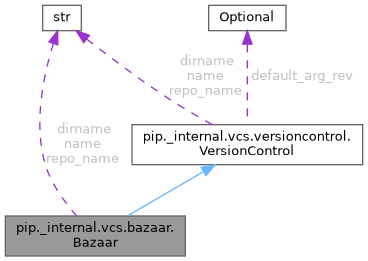 str
Optional
dirname
name
repo_name
default_arg_rev
dirname
name
repo_name
pip._internal.vcs.versioncontrol.
VersionControl
pip._internal.vcs.bazaar.
Bazaar